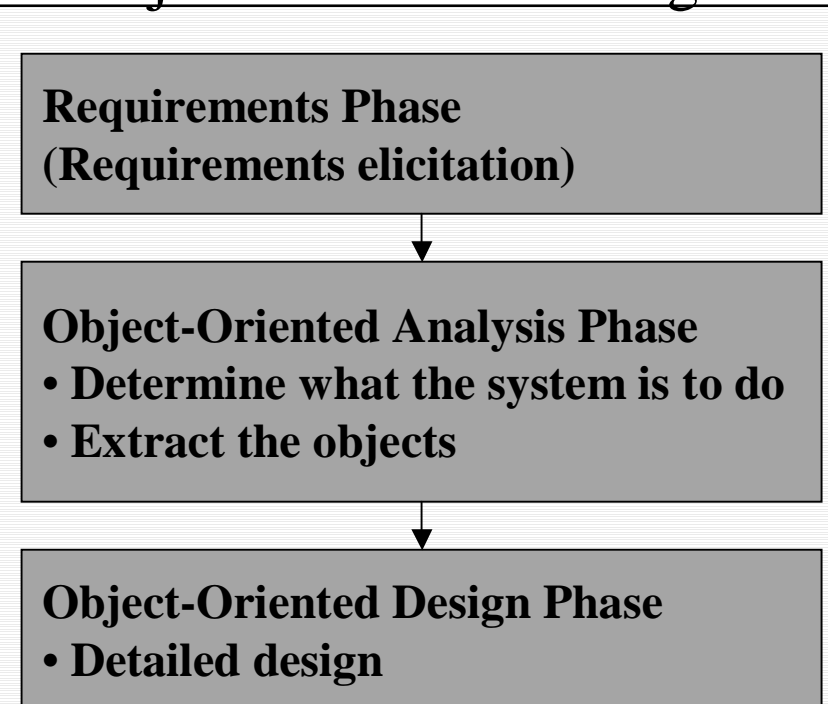 Requirements Phase
(Requirements elicitation)
Object-Oriented Analysis Phase
• Determine what the system is to do
• Extract the objects
Object-Oriented Design Phase
• Detailed design